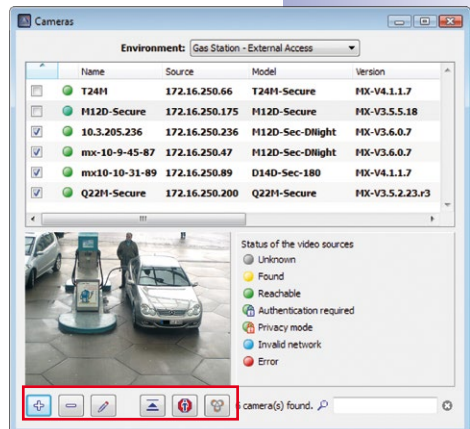 Cameras
Environment: Gas Station - External Access
Name Source Model Version
T24M 172.16.250.66 T24M-Secure MX-V4.1.1.7
M12D-Secure 172.16.250.175 M12D-Secure MX-V3.5.5.18
10.3.205.236 172.16.250.236 M12D-Sec-DNight MX-V3.6.0.7
mx-10-9-45-87 172.16.250.47 M12D-Sec-DNight MX-V3.6.0.7
mx10-10-31-89 172.16.250.89 D14D-Sec-180 MX-V4.1.1.7
Q22M-Secure 172.16.250.200 Q22M-Secure MX-V3.5.2.23.r3
Status of the video sources
Unknown
Found
Reachable
Authentication required
Privacy mode
Invalid network
Error
camera(s) found.